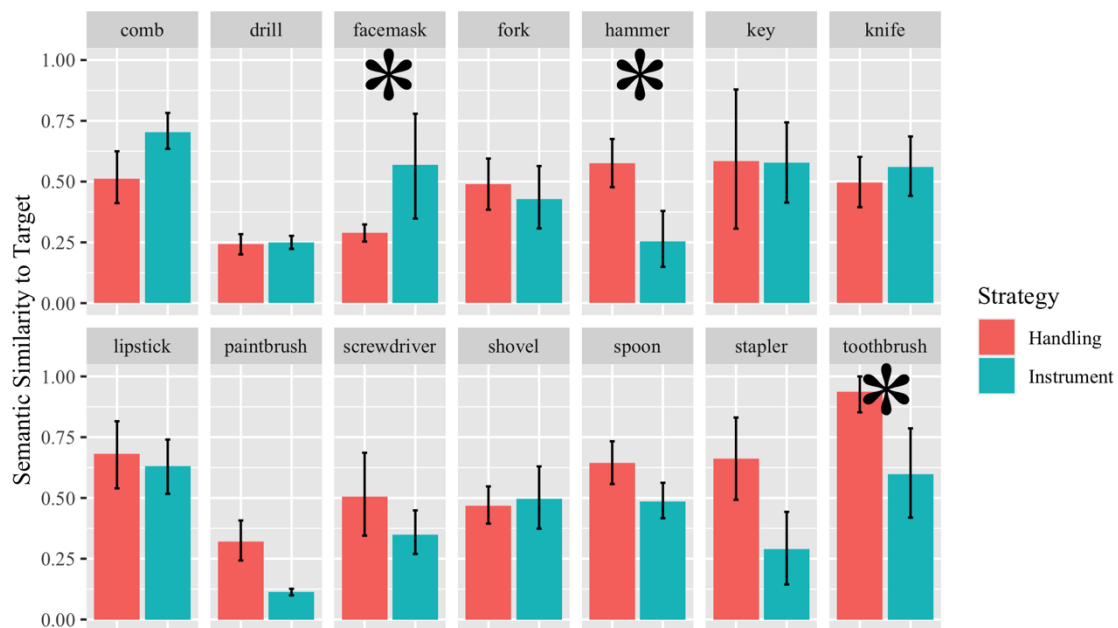 comb drill facemask fork hammer key knife
1.00
0.75
0.50
0.25
0.00
lipstick paintbrush screwdriver shovel spoon stapler toothbrush
1.00
0.75
0.50
0.25
0.00
Semantic Similarity to Target
Strategy
Handling
Instrument